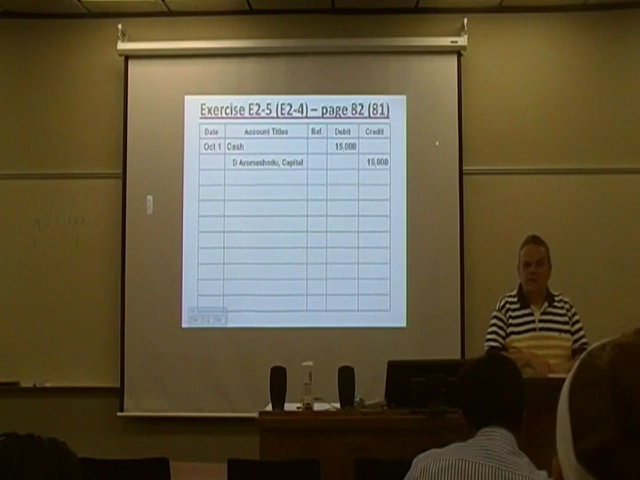 Exercise E2-5 (E2-4) – page 82 (81)
Date Account Titles Ref. Debit Credit
Oct 1 Cash 15,000
D Aromashodu, Capital 15,000